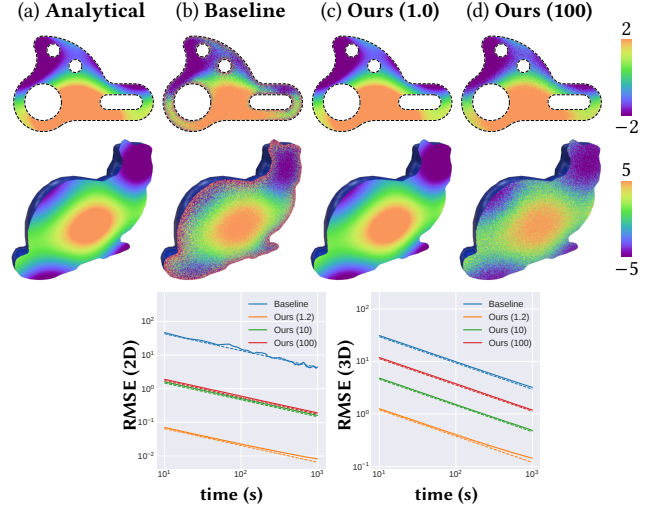 (a) Analytical (b) Baseline (c) Ours (1.0) (d) Ours (100)
2
−2
5
−5
Baseline
Ours (1.2)
Ours (10)
Ours (100)
10²
10¹
10⁰
10⁻¹
10⁻²
RMSE (2D)
10¹ 10² 10³
time (s)
Baseline
Ours (1.2)
Ours (10)
Ours (100)
10²
10¹
10⁰
10⁻¹
RMSE (3D)
10¹ 10² 10³
time (s)